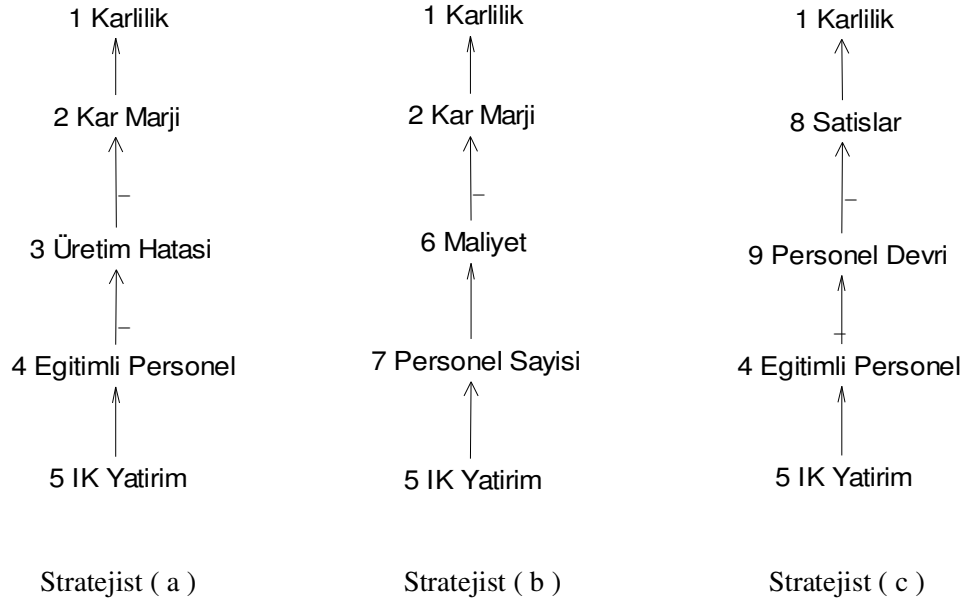 1 Karlilik
2 Kar Marji
3 Üretim Hatasi
4 Egitimli Personel
5 IK Yatirim
Stratejist ( a )
1 Karlilik
2 Kar Marji
6 Maliyet
7 Personel Sayisi
5 IK Yatirim
Stratejist ( b )
1 Karlilik
8 Satislar
9 Personel Devri
4 Egitimli Personel
5 IK Yatirim
Stratejist ( c )